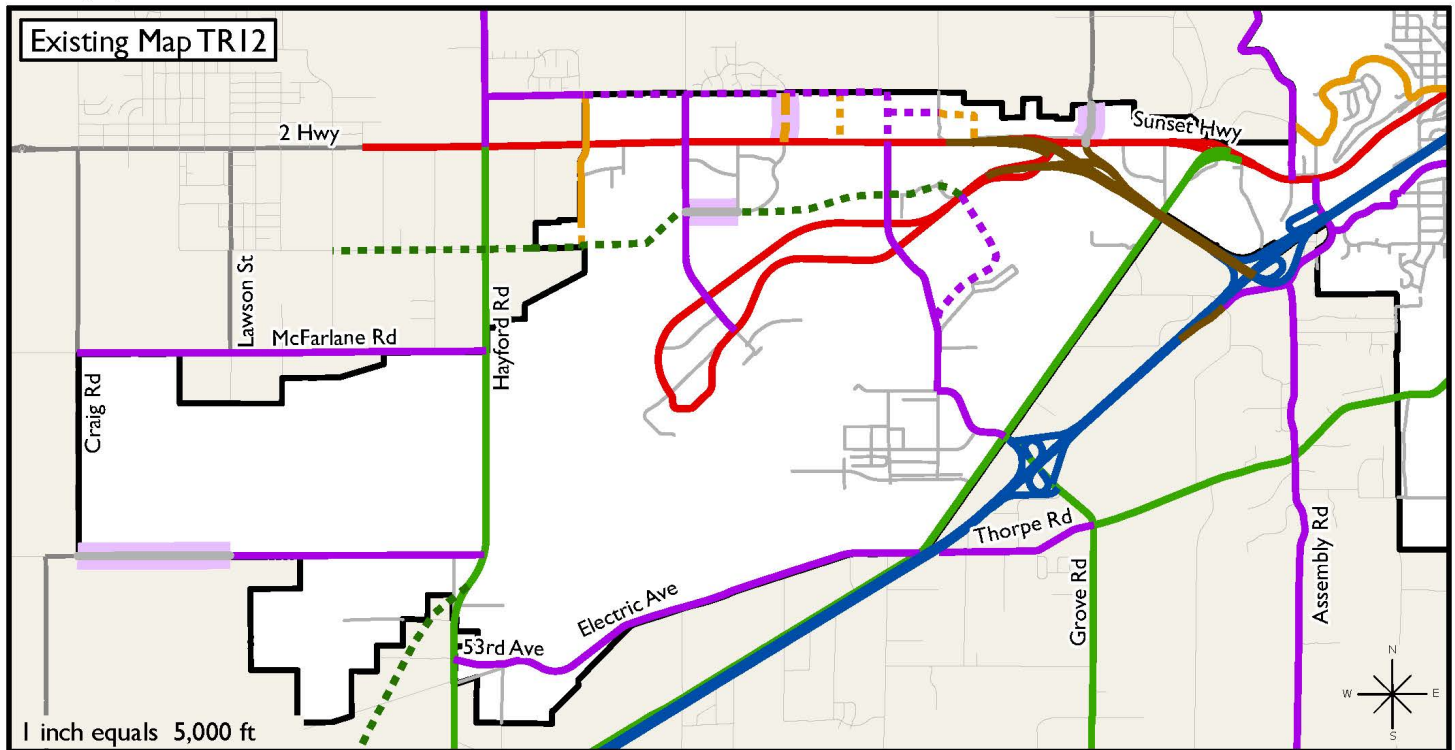 Existing Map TR12
2 Hwy
Sunset Hwy
Lawson St
McFarlane Rd
Hayford Rd
Craig Rd
Thorpe Rd
Electric Ave
Grove Rd
Assembly Rd
53rd Ave
N
W E
S
1 inch equals 5,000 ft